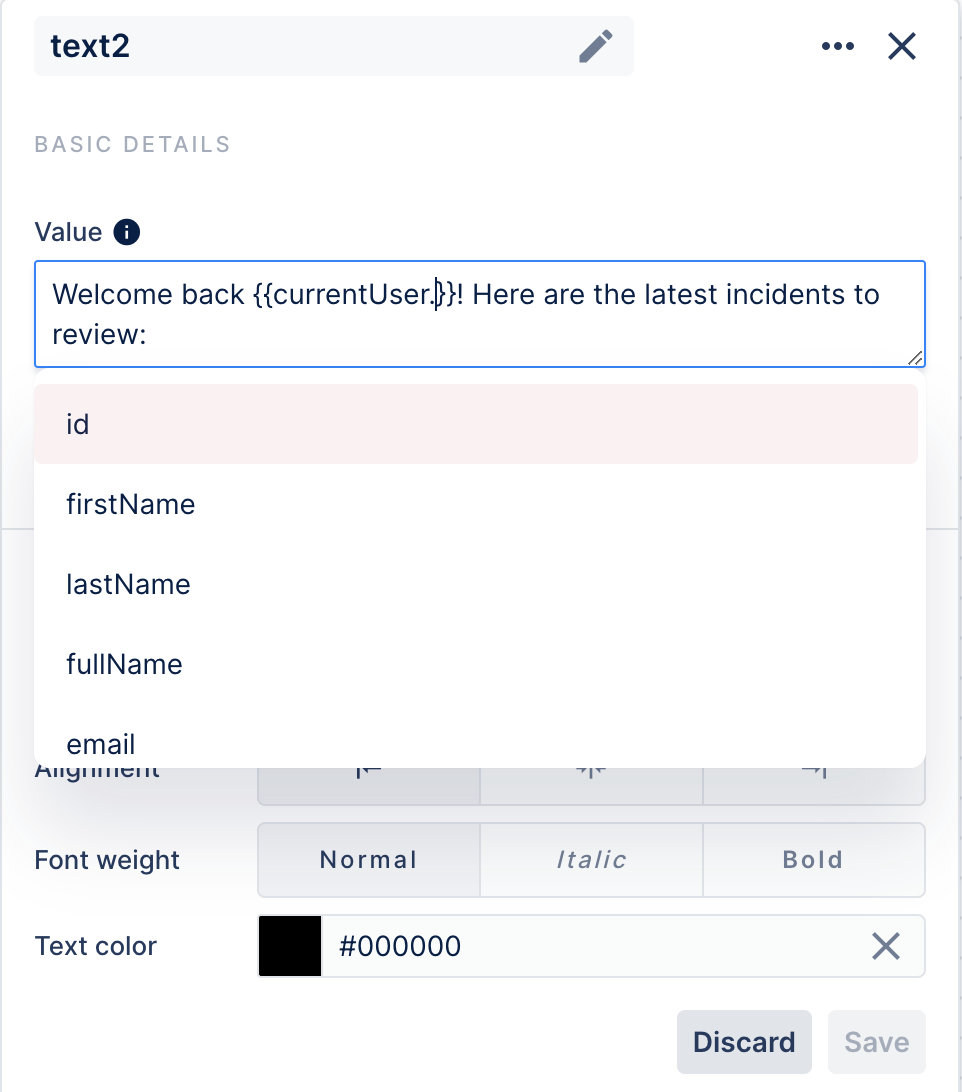 text2
BASIC DETAILS
Value
Welcome back {{currentUser.}}! Here are the latest incidents to
review:
id
firstName
lastName
fullName
email
Alignment
Font weight
Normal
Italic
Bold
Text color
#000000
Discard
Save